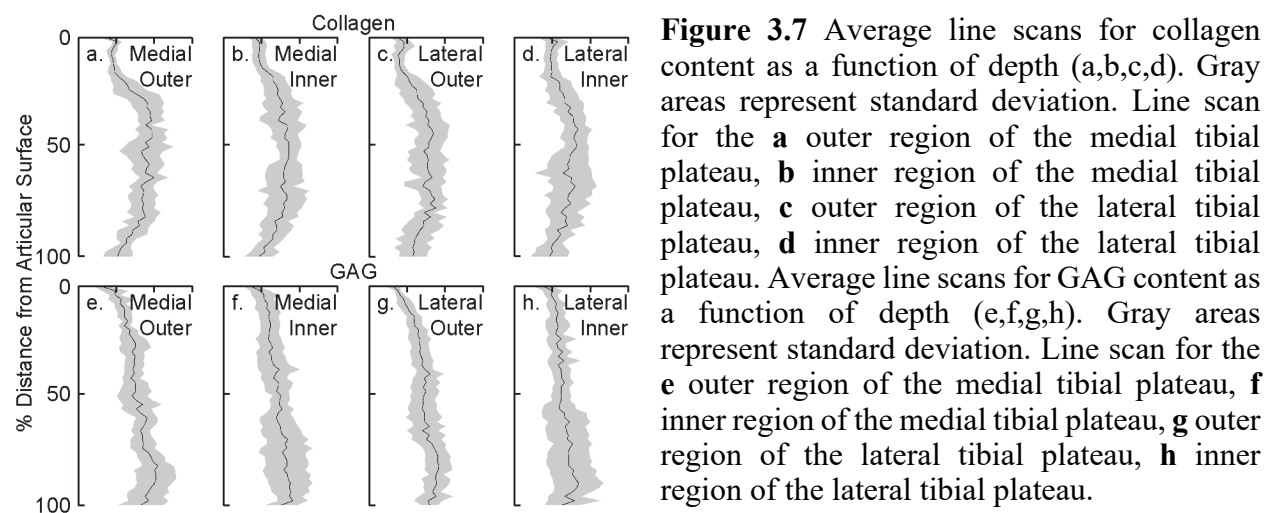 Collagen
0
a. Medial
Outer
b. Medial
Inner
c. Lateral
Outer
d. Lateral
Inner
50
100
GAG
0
e. Medial
Outer
f. Medial
Inner
g. Lateral
Outer
h. Lateral
Inner
50
100
% Distance from Articular Surface
Figure 3.7 Average line scans for collagen
content as a function of depth (a,b,c,d). Gray
areas represent standard deviation. Line scan
for the a outer region of the medial tibial
plateau, b inner region of the medial tibial
plateau, c outer region of the lateral tibial
plateau, d inner region of the lateral tibial
plateau. Average line scans for GAG content as
a function of depth (e,f,g,h). Gray areas
represent standard deviation. Line scan for the
e outer region of the medial tibial plateau, f
inner region of the medial tibial plateau, g outer
region of the lateral tibial plateau, h inner
region of the lateral tibial plateau.